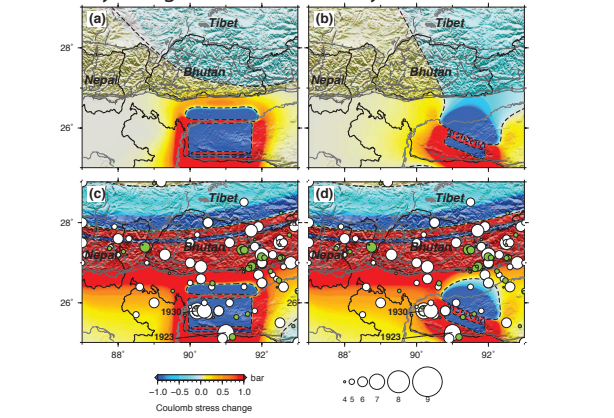 (a)
Tibet
28°
Nepal
Bhutan
26°
(b)
Tibet
Bhutan
Nepal
(c)
Tibet
28°
Bhutan
Nepal
26°
1930
1923
88° 90° 92°
(d)
Tibet
28°
Bhutan
Nepal
26°
1930
1923
88° 90° 92°
−1.0 −0.5 0.0 0.5 1.0 bar
Coulomb stress change
4 5 6 7 8 9